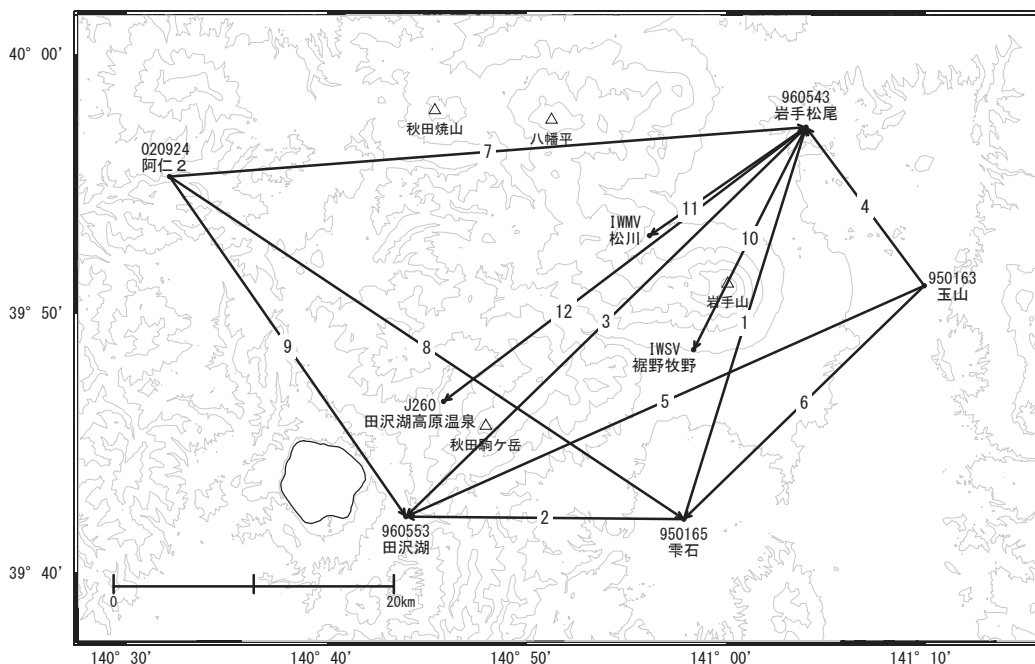 40° 00'
960543
岩手松尾
秋田焼山
八幡平
020924
阿仁２
7
11
4
IWMV
松川
10
950163
玉山
岩手山
39° 50'
12
3
1
9
8
IWSV
裾野牧野
5
6
J260
田沢湖高原温泉
秋田駒ケ岳
960553
田沢湖
2
950165
雫石
39° 40'
0
20km
140° 30'
140° 40'
140° 50'
141° 00'
141° 10'